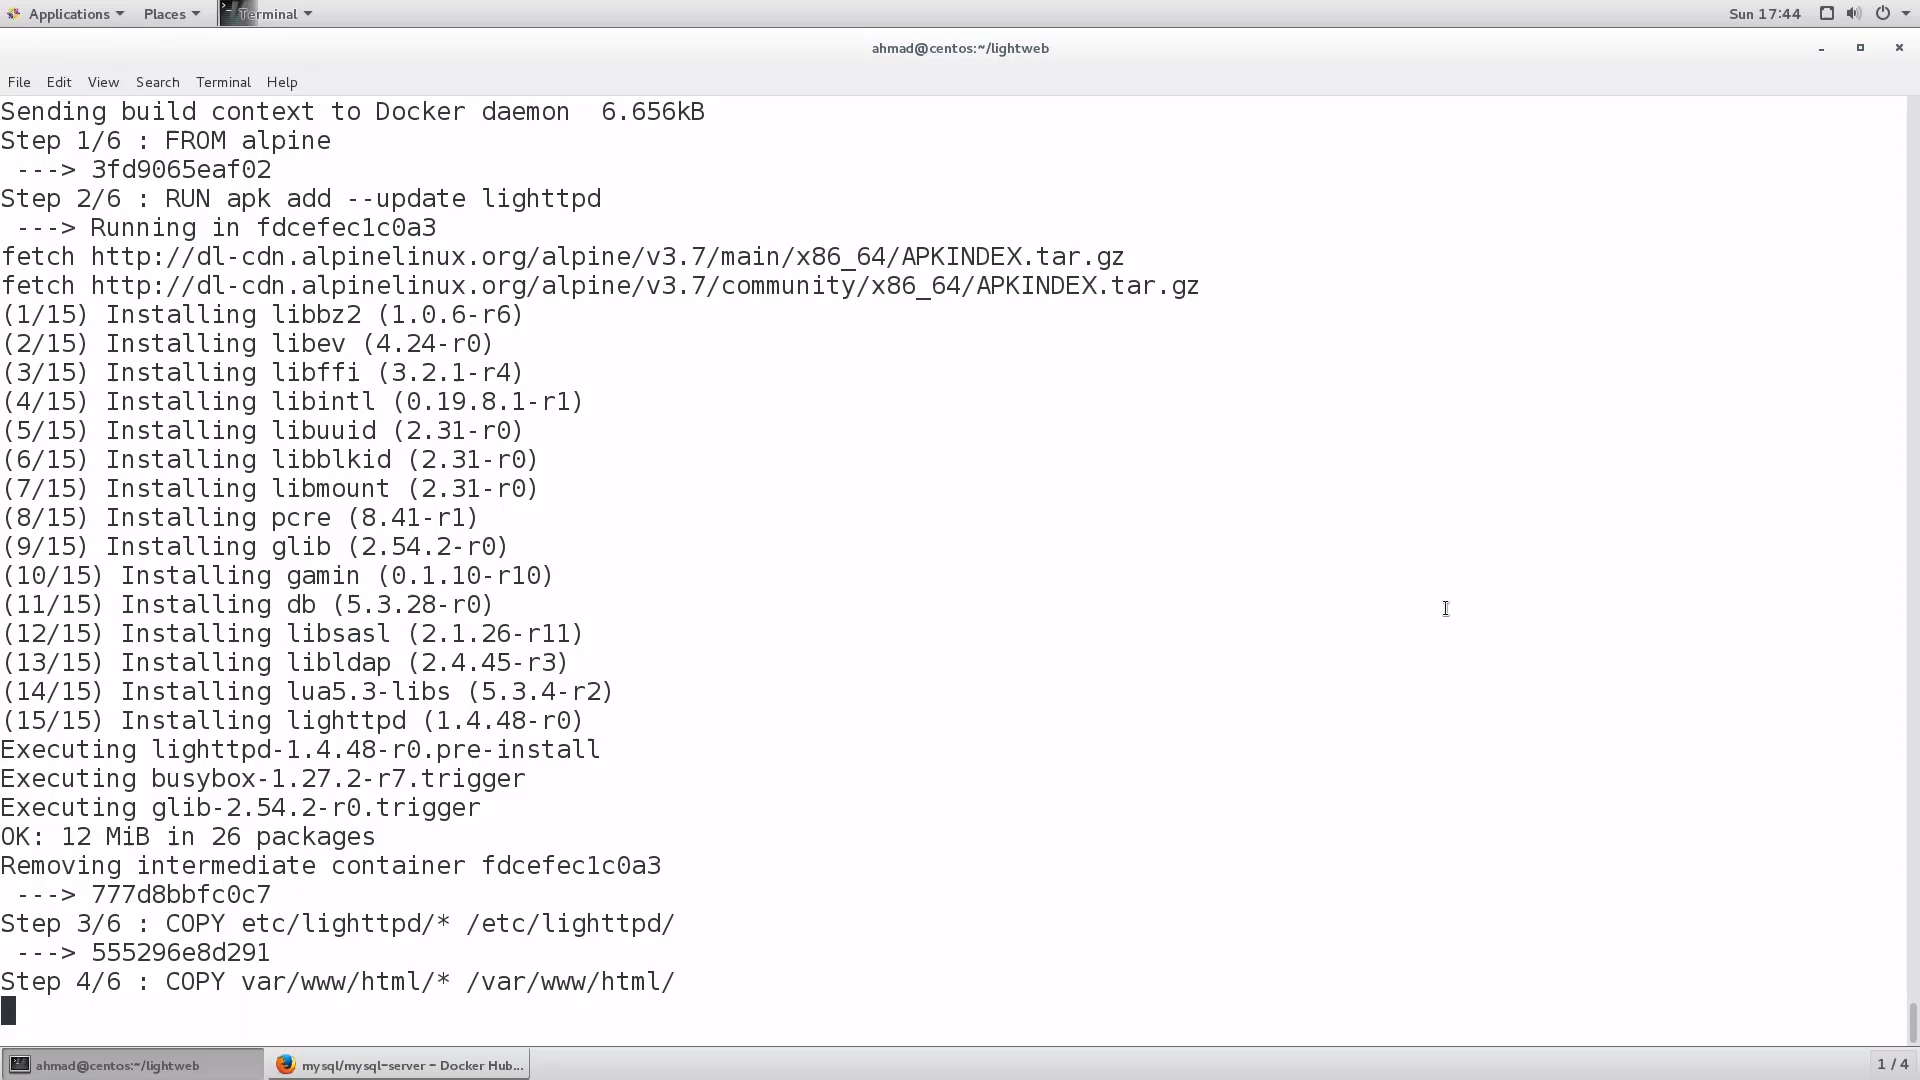 Applications Places Terminal Sun 17:44
ahmad@centos:~/lightweb
File Edit View Search Terminal Help
Sending build context to Docker daemon  6.656kB
Step 1/6 : FROM alpine
 ---> 3fd9065eaf02
Step 2/6 : RUN apk add --update lighttpd
 ---> Running in fdcefec1c0a3
fetch http://dl-cdn.alpinelinux.org/alpine/v3.7/main/x86_64/APKINDEX.tar.gz
fetch http://dl-cdn.alpinelinux.org/alpine/v3.7/community/x86_64/APKINDEX.tar.gz
(1/15) Installing libbz2 (1.0.6-r6)
(2/15) Installing libev (4.24-r0)
(3/15) Installing libffi (3.2.1-r4)
(4/15) Installing libintl (0.19.8.1-r1)
(5/15) Installing libuuid (2.31-r0)
(6/15) Installing libblkid (2.31-r0)
(7/15) Installing libmount (2.31-r0)
(8/15) Installing pcre (8.41-r1)
(9/15) Installing glib (2.54.2-r0)
(10/15) Installing gamin (0.1.10-r10)
(11/15) Installing db (5.3.28-r0)
(12/15) Installing libsasl (2.1.26-r11)
(13/15) Installing libldap (2.4.45-r3)
(14/15) Installing lua5.3-libs (5.3.4-r2)
(15/15) Installing lighttpd (1.4.48-r0)
Executing lighttpd-1.4.48-r0.pre-install
Executing busybox-1.27.2-r7.trigger
Executing glib-2.54.2-r0.trigger
OK: 12 MiB in 26 packages
Removing intermediate container fdcefec1c0a3
 ---> 777d8bbfc0c7
Step 3/6 : COPY etc/lighttpd/* /etc/lighttpd/
 ---> 555296e8d291
Step 4/6 : COPY var/www/html/* /var/www/html/
ahmad@centos:~/lightweb mysql/mysql-server - Docker Hub... 1 / 4